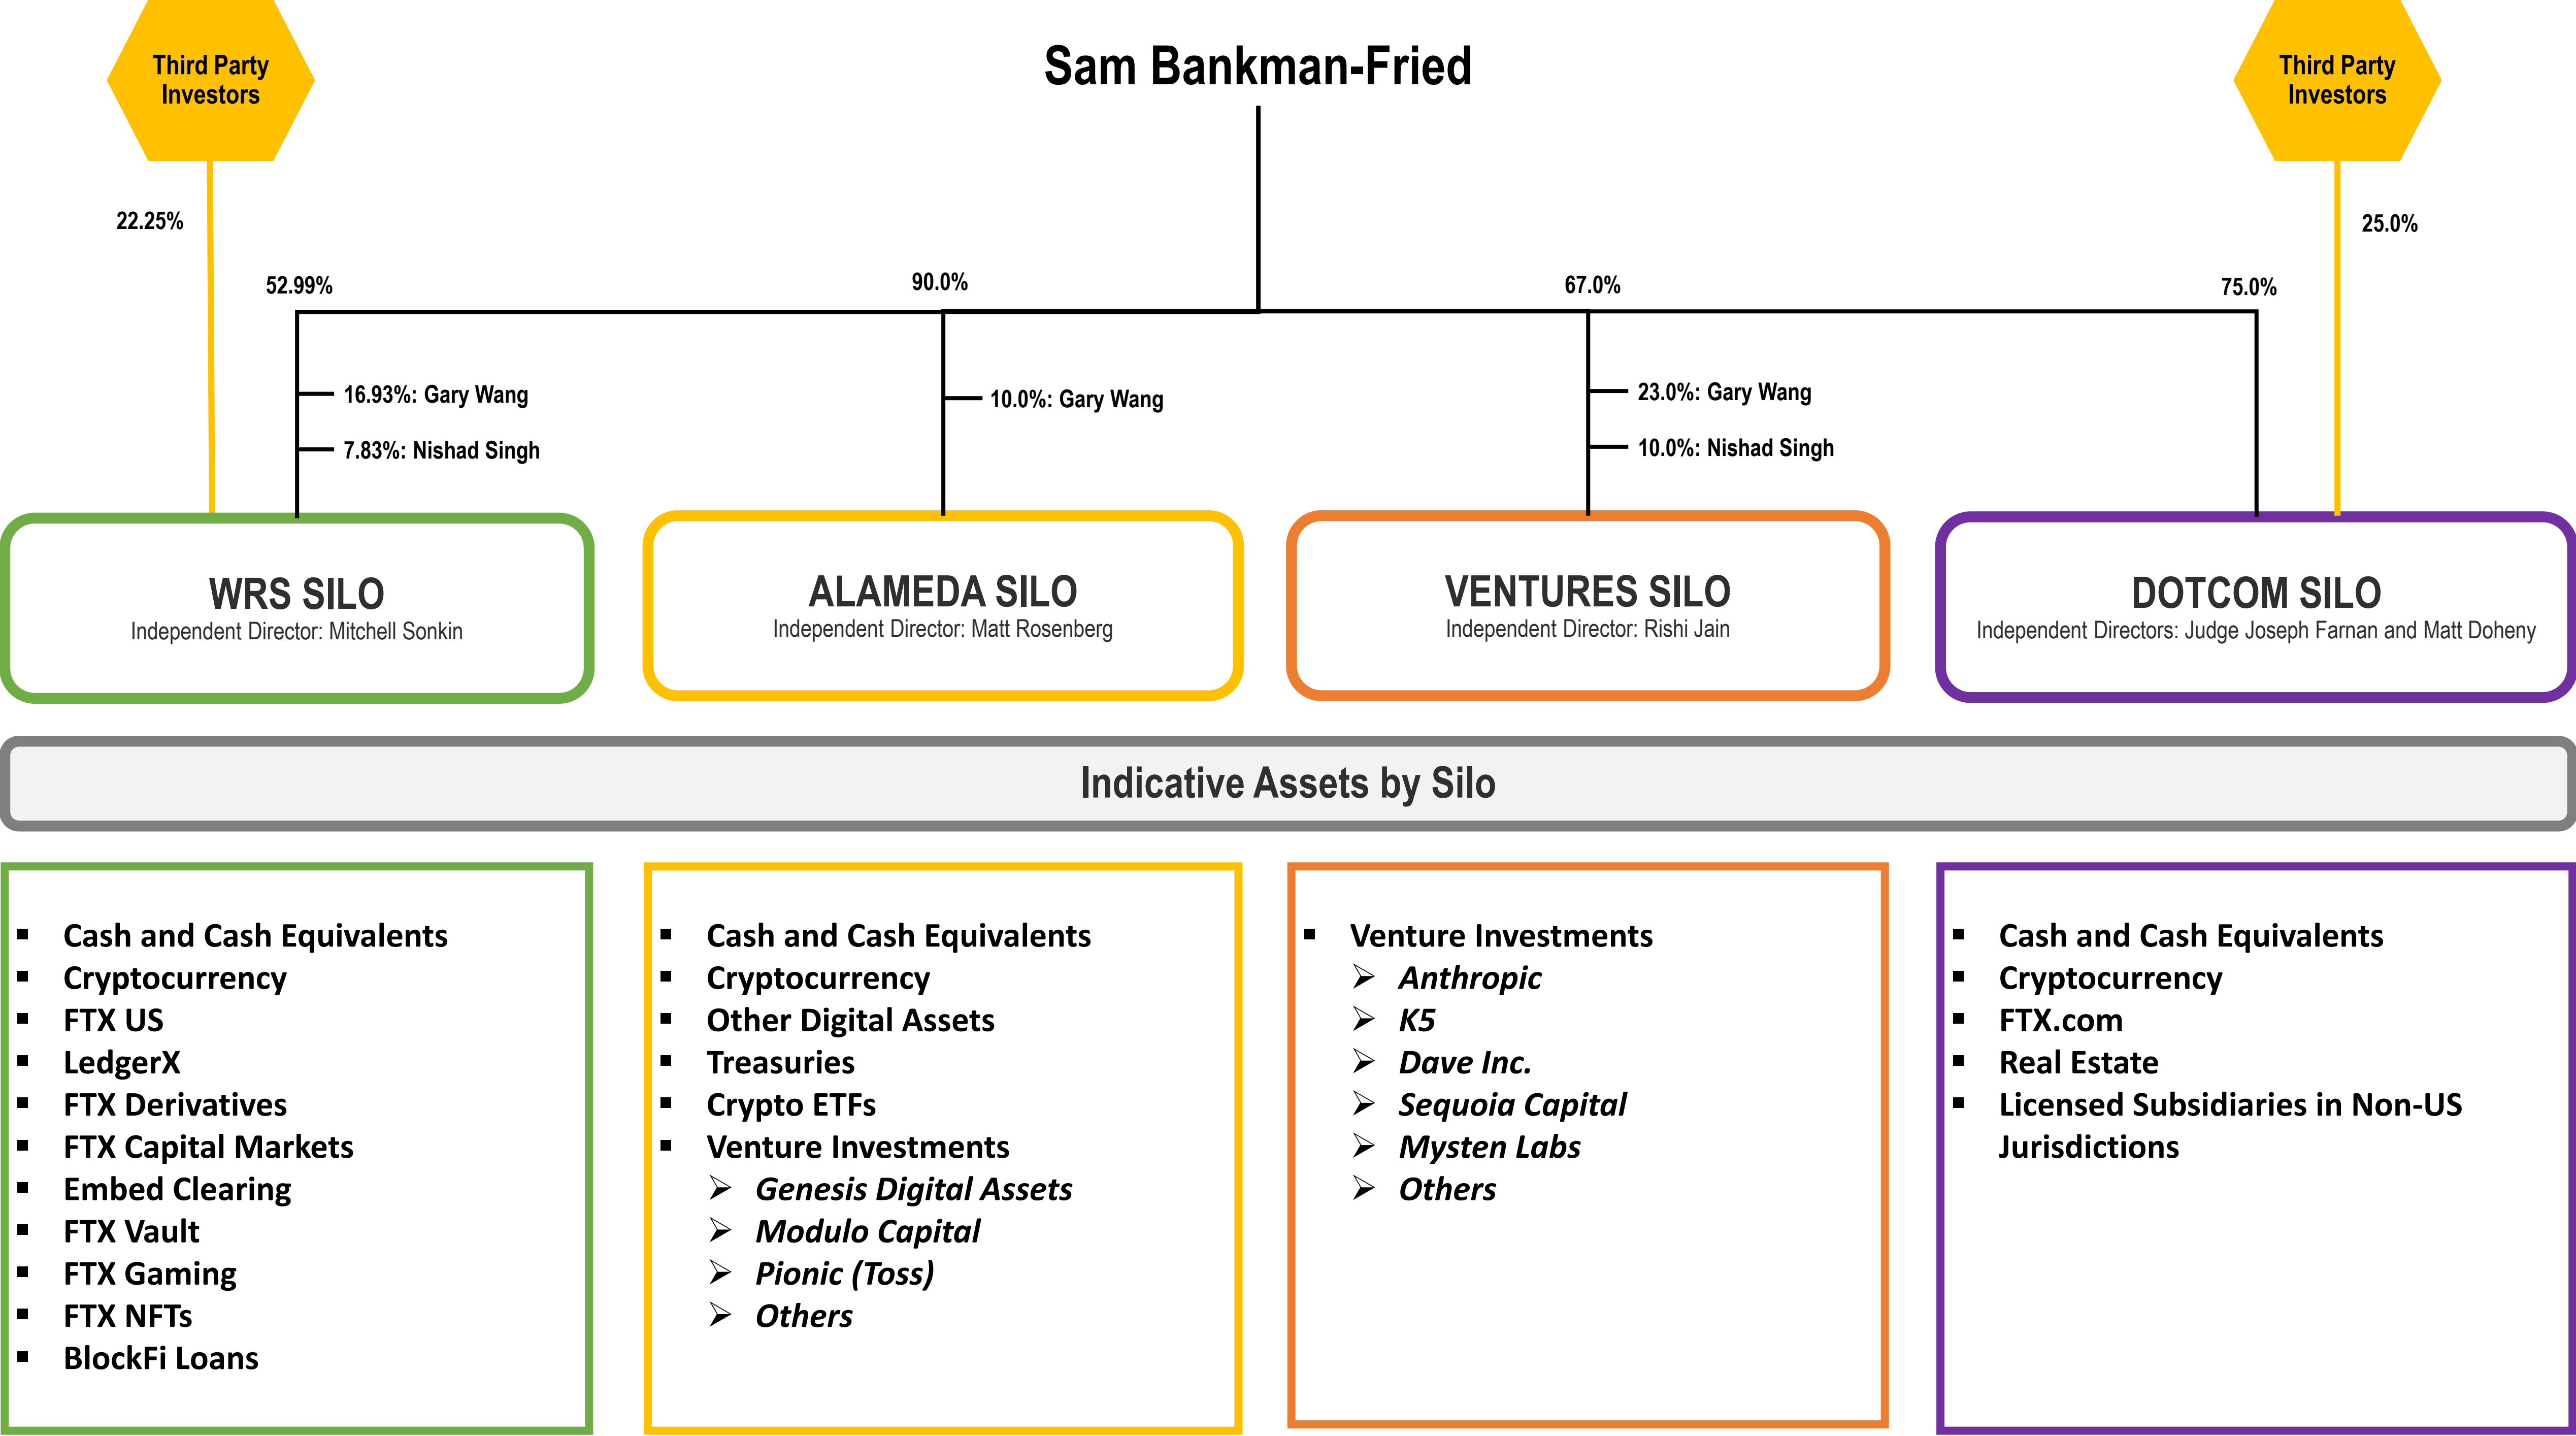 Third Party
Investors
Sam Bankman-Fried
Third Party
Investors
22.25%
25.0%
52.99%
90.0%
67.0%
75.0%
16.93%: Gary Wang
7.83%: Nishad Singh
10.0%: Gary Wang
23.0%: Gary Wang
10.0%: Nishad Singh
WRS SILO
Independent Director: Mitchell Sonkin
ALAMEDA SILO
Independent Director: Matt Rosenberg
VENTURES SILO
Independent Director: Rishi Jain
DOTCOM SILO
Independent Directors: Judge Joseph Farnan and Matt Doheny
Indicative Assets by Silo
Cash and Cash Equivalents
Cryptocurrency
FTX US
LedgerX
FTX Derivatives
FTX Capital Markets
Embed Clearing
FTX Vault
FTX Gaming
FTX NFTs
BlockFi Loans
Cash and Cash Equivalents
Cryptocurrency
Other Digital Assets
Treasuries
Crypto ETFs
Venture Investments
Genesis Digital Assets
Modulo Capital
Pionic (Toss)
Others
Venture Investments
Anthropic
K5
Dave Inc.
Sequoia Capital
Mysten Labs
Others
Cash and Cash Equivalents
Cryptocurrency
FTX.com
Real Estate
Licensed Subsidiaries in Non-US
Jurisdictions